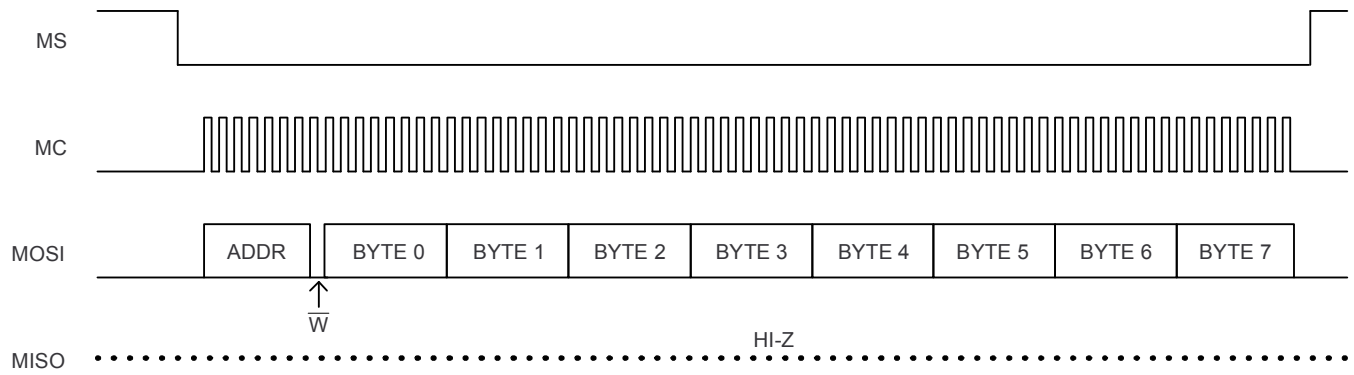 MS
MC
MOSI ADDR BYTE 0 BYTE 1 BYTE 2 BYTE 3 BYTE 4 BYTE 5 BYTE 6 BYTE 7
W̅
HI-Z
MISO